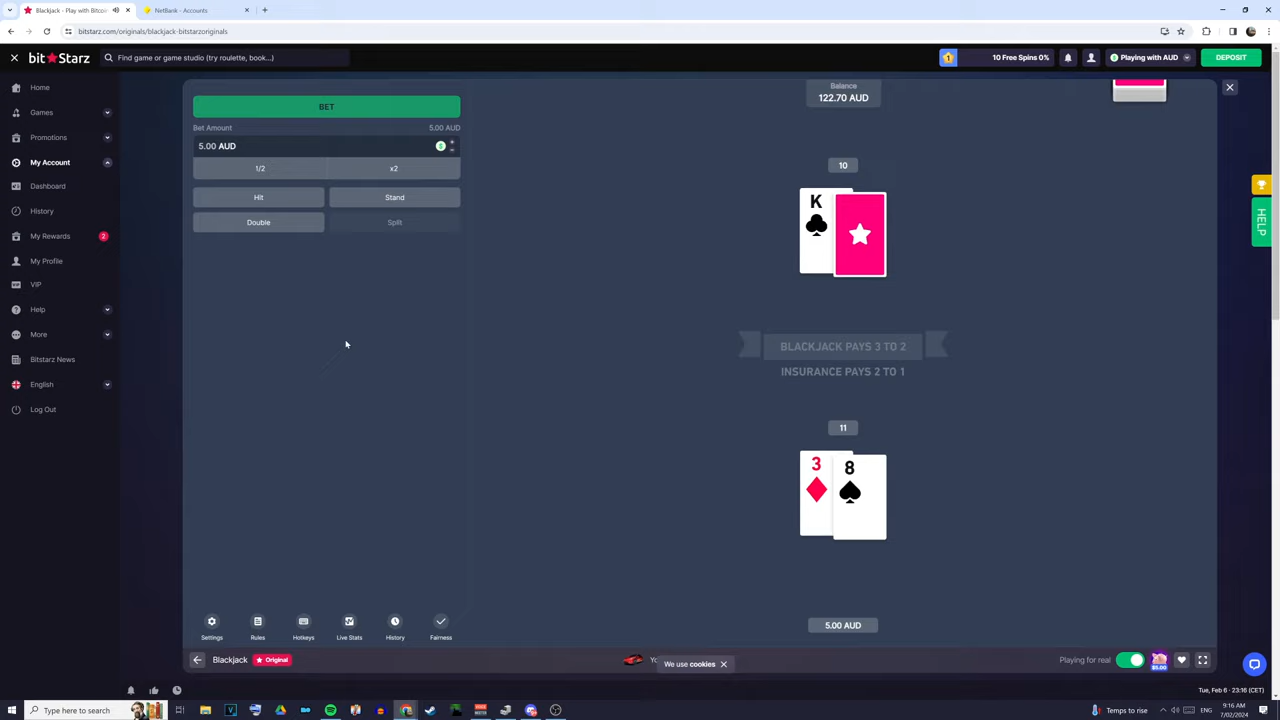 Blackjack - Play with Bitcoin
NetBank - Accounts
bitstarz.com/originals/blackjack-bitstarzoriginals
bitStarz
Find game or game studio (try roulette, book...)
1
10 Free Spins 0%
Playing with AUD
DEPOSIT
Home
Games
Promotions
My Account
Dashboard
History
My Rewards
2
My Profile
VIP
Help
More
Bitstarz News
English
Log Out
BET
Bet Amount
5.00 AUD
5.00 AUD
1/2
x2
Hit
Stand
Double
Split
Balance
122.70 AUD
10
K
BLACKJACK PAYS 3 TO 2
INSURANCE PAYS 2 TO 1
11
3
8
5.00 AUD
HELP
Settings
Rules
Hotkeys
Live Stats
History
Fairness
Blackjack
Original
We use cookies
Playing for real
$5.00
Tue, Feb 6 - 23:16 (CET)
Type here to search
Temps to rise
9:16 AM
7/02/2024